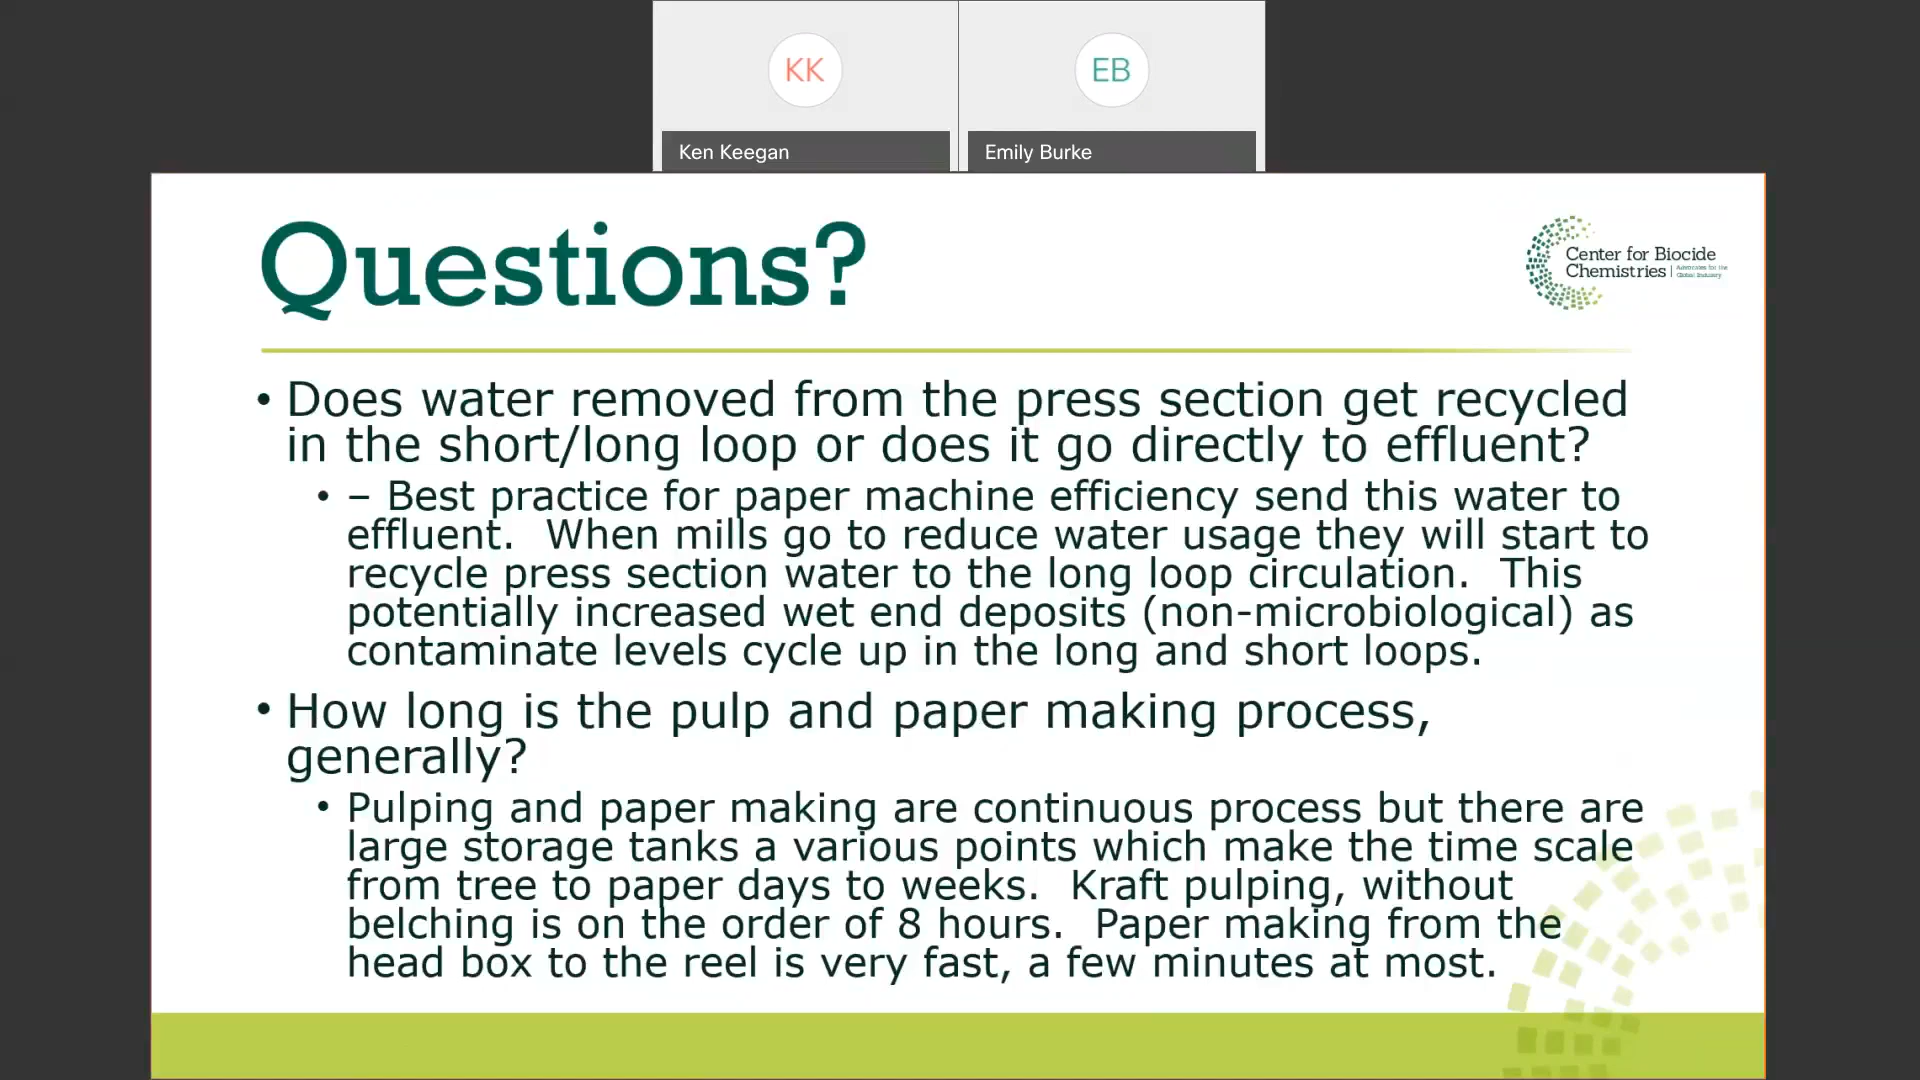 KK
EB
Ken Keegan
Emily Burke
Questions?
Center for Biocide
Chemistries | Advocates for the
Global Industry
• Does water removed from the press section get recycled
in the short/long loop or does it go directly to effluent?
• – Best practice for paper machine efficiency send this water to
effluent.  When mills go to reduce water usage they will start to
recycle press section water to the long loop circulation.  This
potentially increased wet end deposits (non-microbiological) as
contaminate levels cycle up in the long and short loops.
• How long is the pulp and paper making process,
generally?
• Pulping and paper making are continuous process but there are
large storage tanks a various points which make the time scale
from tree to paper days to weeks.  Kraft pulping, without
belching is on the order of 8 hours.  Paper making from the
head box to the reel is very fast, a few minutes at most.